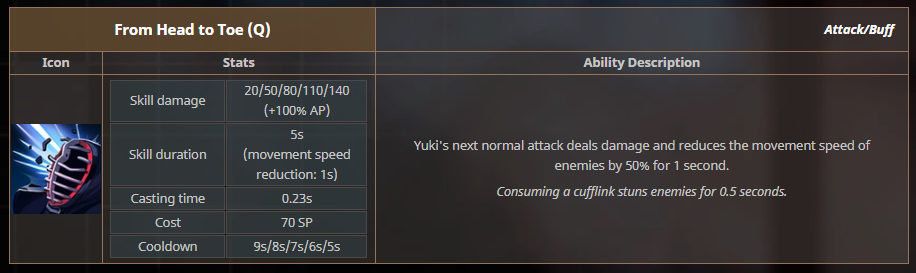 From Head to Toe (Q)
Attack/Buff
Icon
Stats
Ability Description
Skill damage
20/50/80/110/140
(+100% AP)
Skill duration
5s
(movement speed
reduction: 1s)
Casting time
0.23s
Cost
70 SP
Cooldown
9s/8s/7s/6s/5s
Yuki's next normal attack deals damage and reduces the movement speed of
enemies by 50% for 1 second.
Consuming a cufflink stuns enemies for 0.5 seconds.